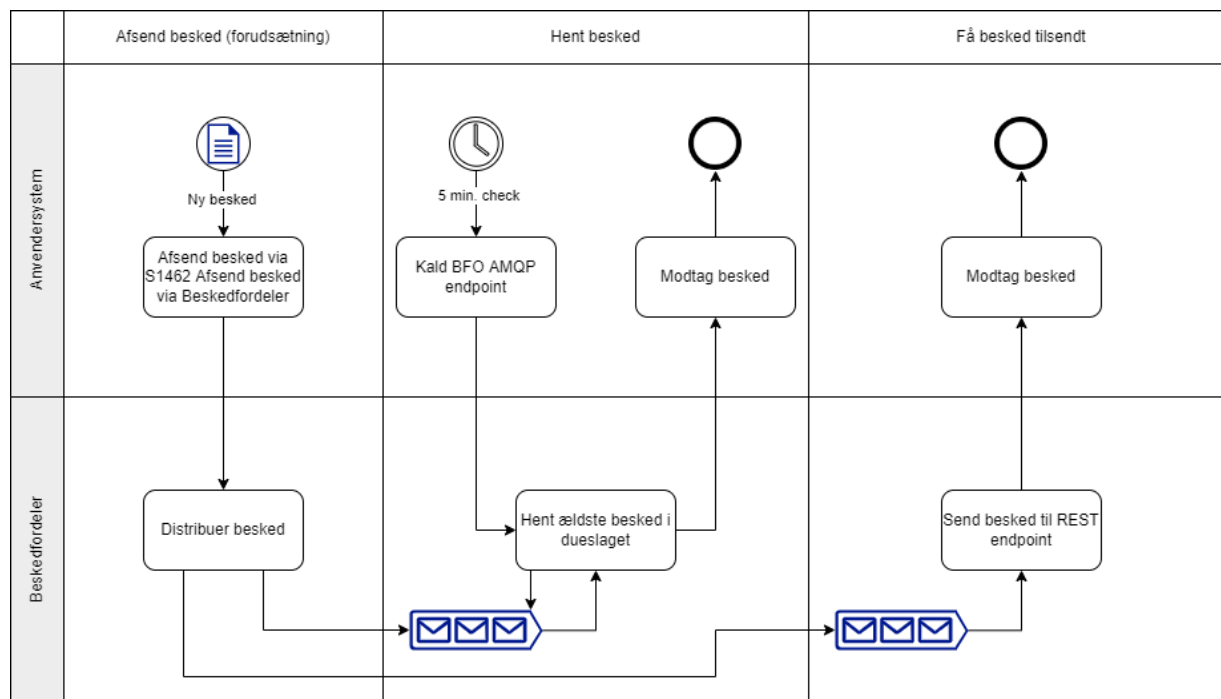 Afsend besked (forudsætning)
Hent besked
Få besked tilsendt
Anvendersystem
Ny besked
5 min. check
Afsend besked via
S1462 Afsend besked
via Beskedfordeler
Kald BFO AMQP
endpoint
Modtag besked
Modtag besked
Beskedfordeler
Distribuer besked
Hent ældste besked i
dueslaget
Send besked til REST
endpoint